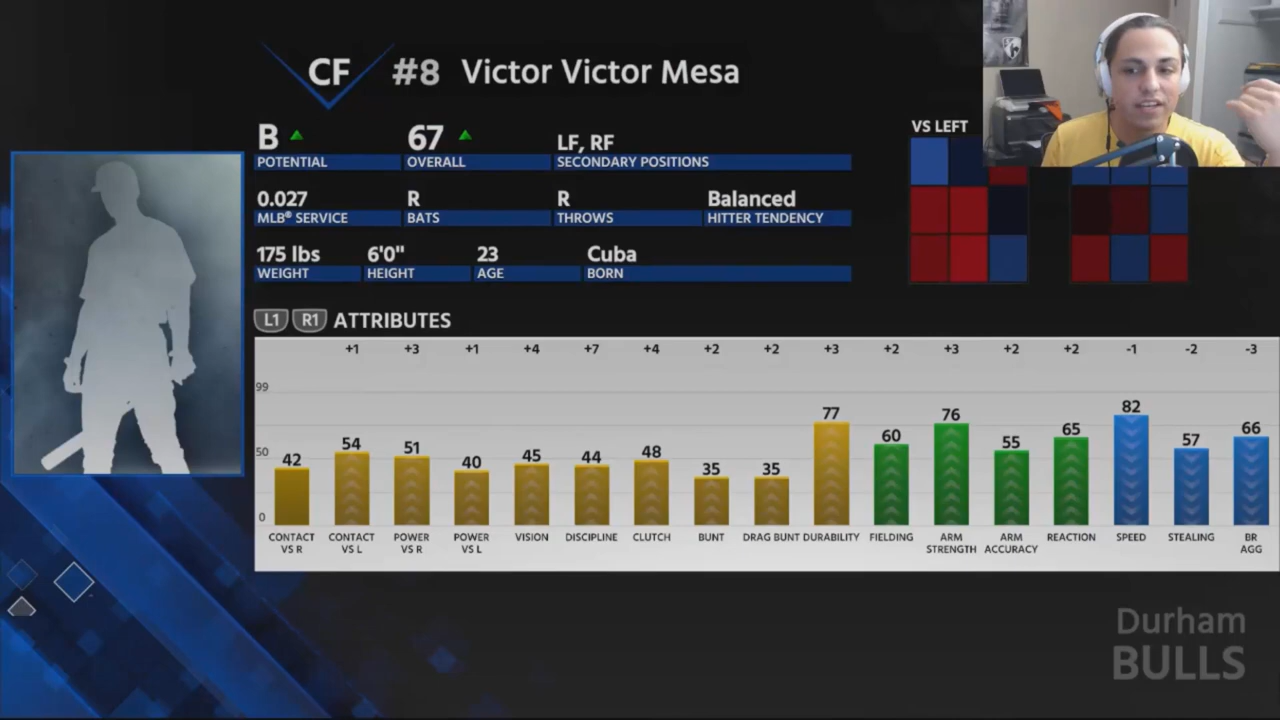 CF #8 Victor Victor Mesa
B 67 LF, RF
POTENTIAL OVERALL SECONDARY POSITIONS
VS LEFT
0.027 R R Balanced
MLB® SERVICE BATS THROWS HITTER TENDENCY
175 lbs 6'0" 23 Cuba
WEIGHT HEIGHT AGE BORN
L1 R1 ATTRIBUTES
+1 +3 +1 +4 +7 +4 +2 +2 +3 +2 +3 +2 +2 -1 -2 -3
99
50
0
42 54 51 40 45 44 48 35 35 77 60 76 55 65 82 57 66
CONTACT CONTACT POWER POWER VISION DISCIPLINE CLUTCH BUNT DRAG BUNT DURABILITY FIELDING ARM ARM REACTION SPEED STEALING BR
VS R VS L VS R VS L STRENGTH ACCURACY AGG
Durham
BULLS